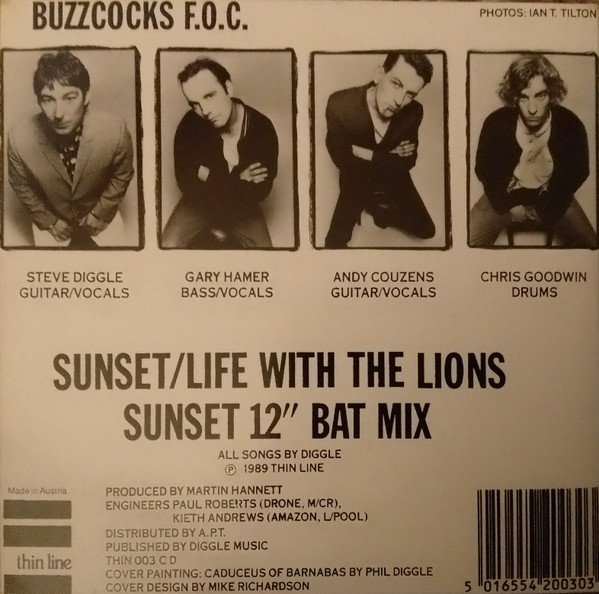 BUZZCOCKS F.O.C.
PHOTOS: IAN T. TILTON
STEVE DIGGLE
GUITAR/VOCALS
GARY HAMER
BASS/VOCALS
ANDY COUZENS
GUITAR/VOCALS
CHRIS GOODWIN
DRUMS
SUNSET/LIFE WITH THE LIONS
SUNSET 12" BAT MIX
ALL SONGS BY DIGGLE
Ⓟ 1989 THIN LINE
Made in Austria
thin line
PRODUCED BY MARTIN HANNETT
ENGINEERS PAUL ROBERTS (DRONE, M/CR),
KIETH ANDREWS (AMAZON, L/POOL)
DISTRIBUTED BY A.P.T.
PUBLISHED BY DIGGLE MUSIC
THIN 003 C D
COVER PAINTING: CADUCEUS OF BARNABAS BY PHIL DIGGLE
COVER DESIGN BY MIKE RICHARDSON
5 016554 200303